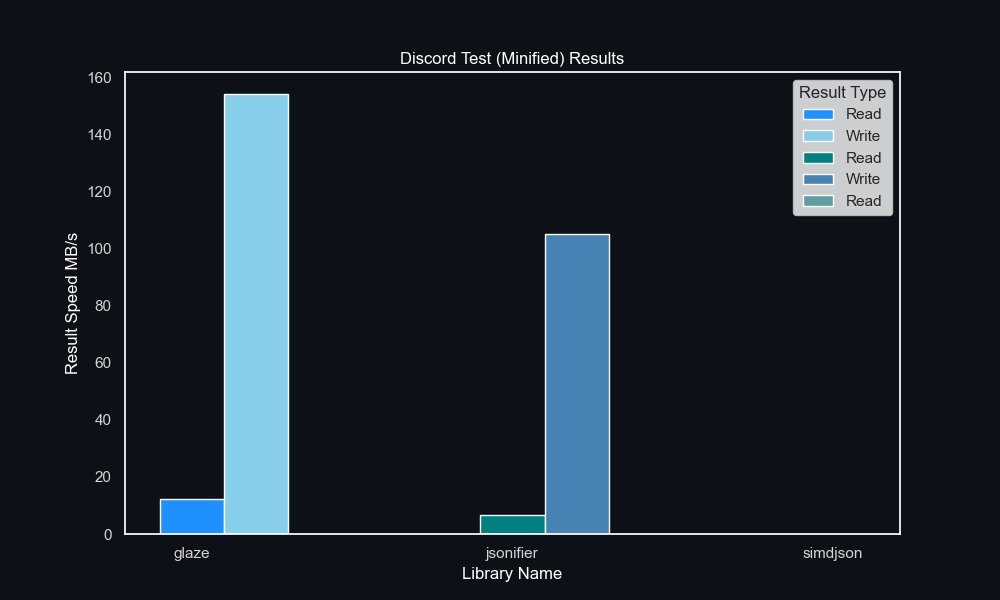 Discord Test (Minified) Results
Result Speed MB/s
160
140
120
100
80
60
40
20
0
Result Type
Read
Write
Read
Write
Read
glaze
jsonifier
simdjson
Library Name